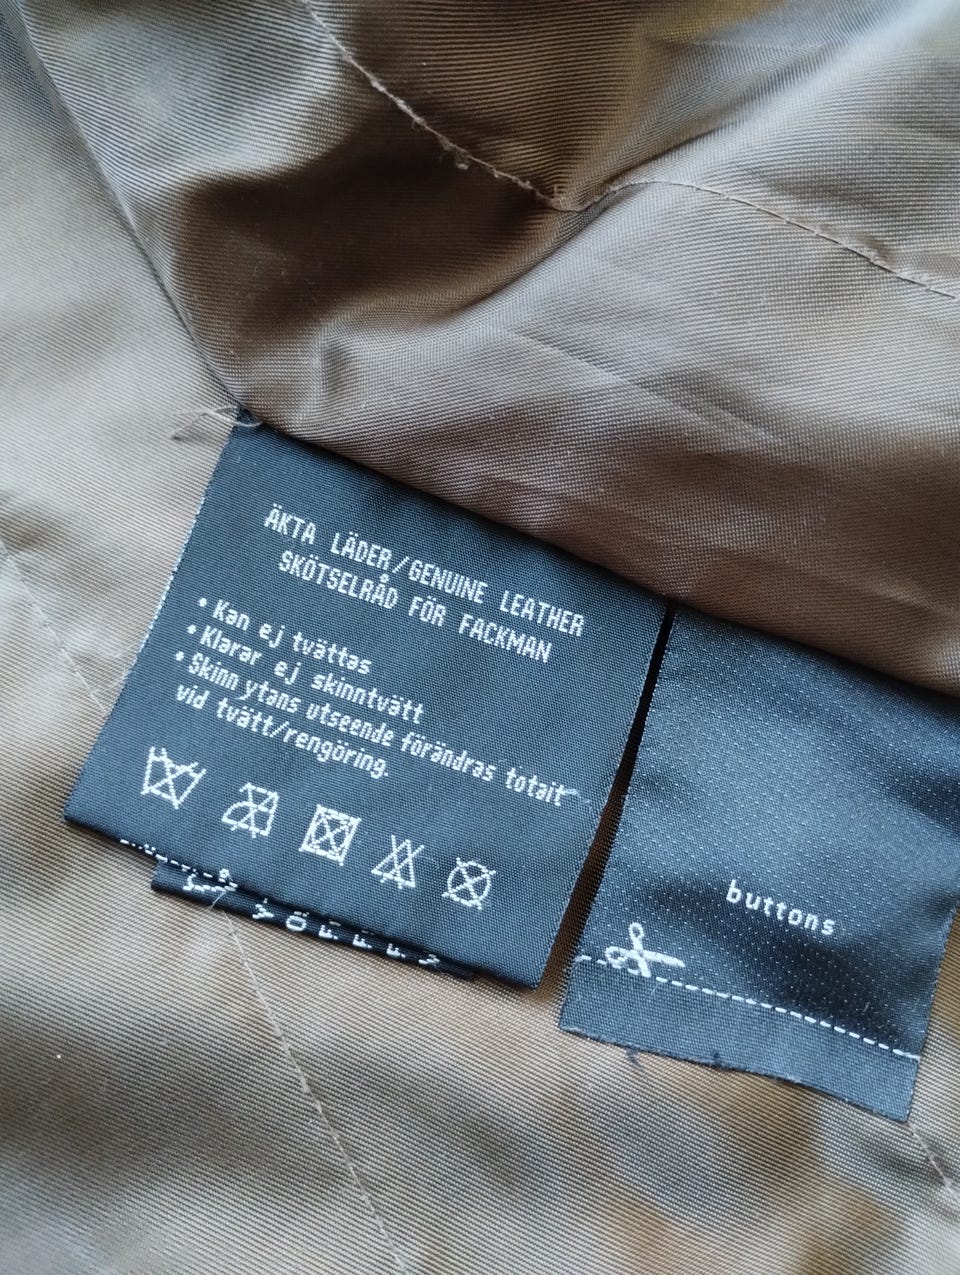 ÄKTA LÄDER/GENUINE LEATHER
SKÖTSELRÅD FÖR FACKMAN
• Kan ej tvättas
• Klarar ej skinntvätt
• Skinn ytans utseende förändras totalt
vid tvätt/rengöring.
buttons